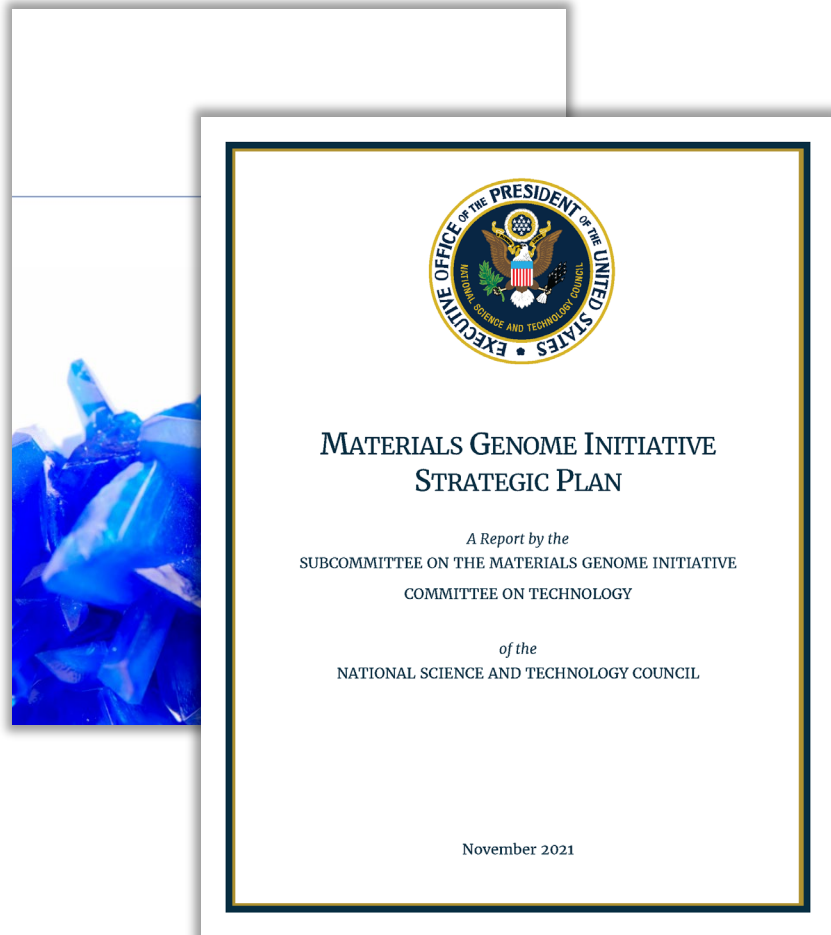 EXECUTIVE OFFICE OF THE PRESIDENT OF THE UNITED STATES
NATIONAL SCIENCE AND TECHNOLOGY COUNCIL
MATERIALS GENOME INITIATIVE
STRATEGIC PLAN
A Report by the
SUBCOMMITTEE ON THE MATERIALS GENOME INITIATIVE
COMMITTEE ON TECHNOLOGY
of the
NATIONAL SCIENCE AND TECHNOLOGY COUNCIL
November 2021